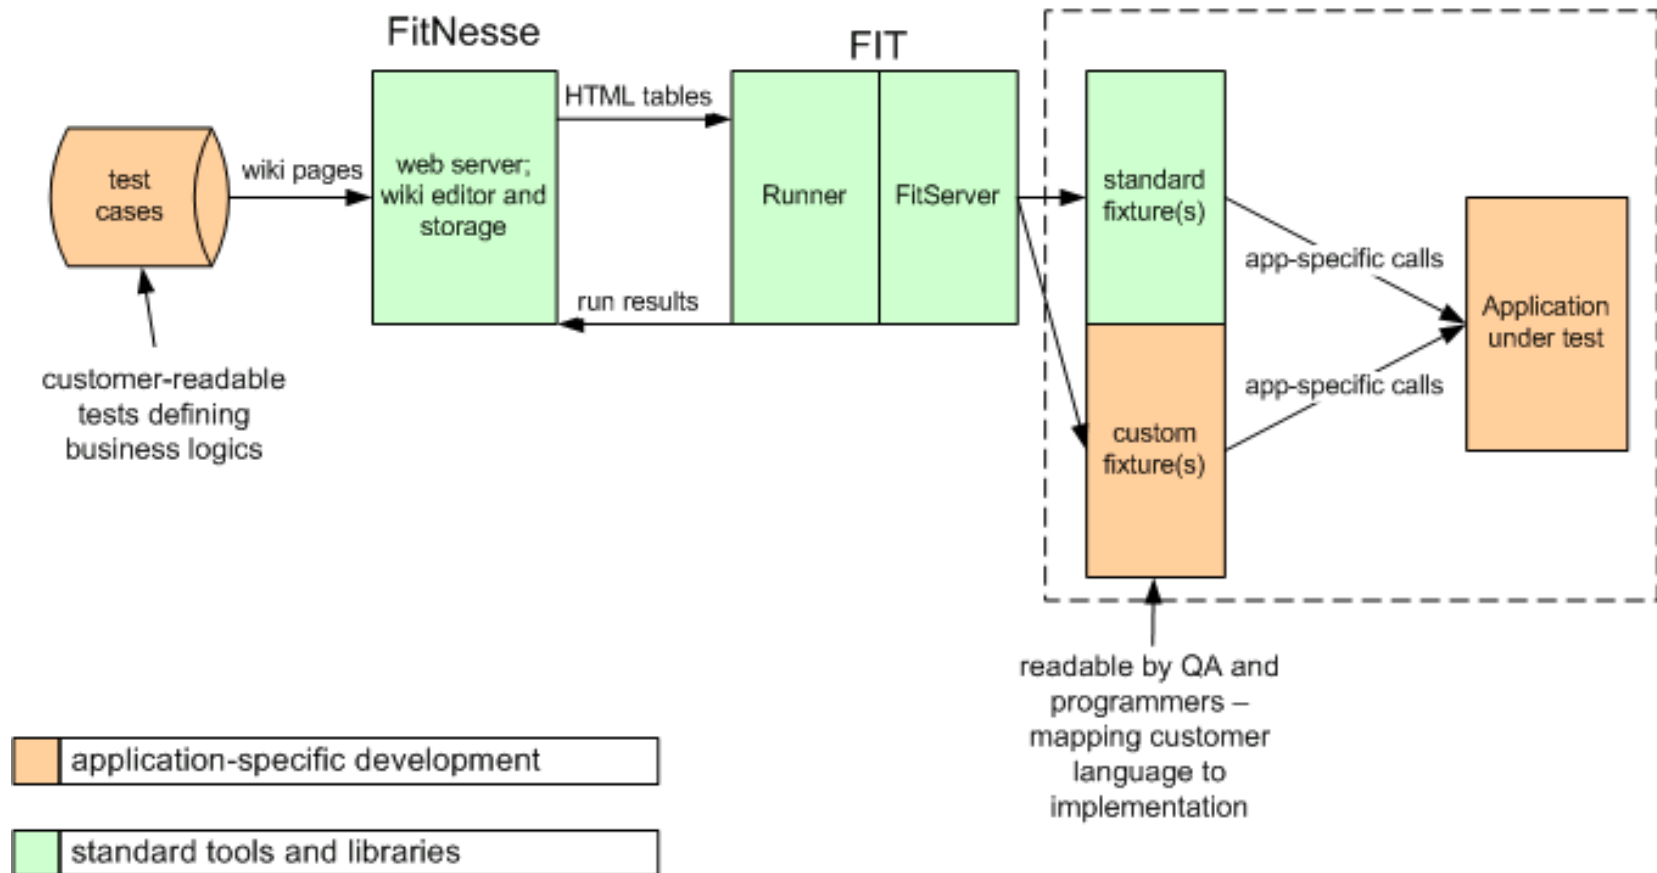 FitNesse
FIT
HTML tables
test
cases
wiki pages
web server;
wiki editor and
storage
Runner
FitServer
standard
fixture(s)
app-specific calls
Application
under test
run results
customer-readable
tests defining
business logics
app-specific calls
custom
fixture(s)
readable by QA and
programmers –
mapping customer
language to
implementation
application-specific development
standard tools and libraries